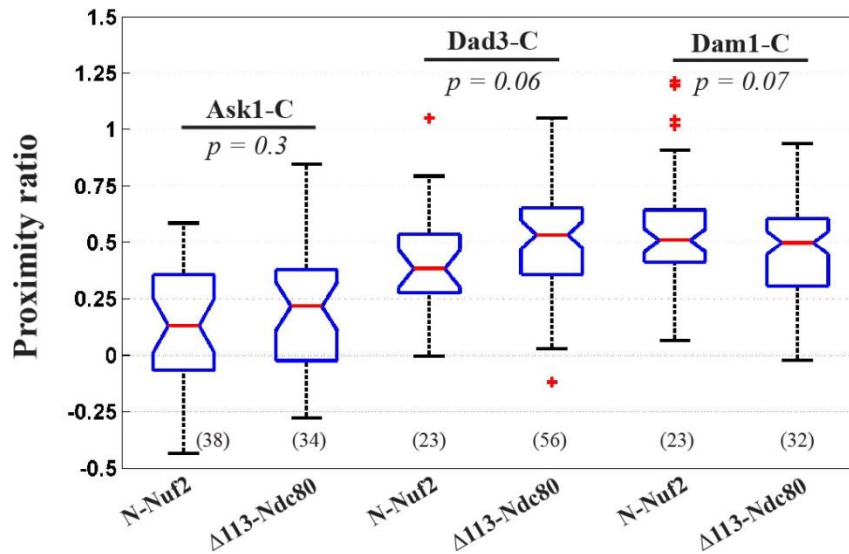 1.5
Dad3-C
Dam1-C
1.25
p = 0.06
p = 0.07
Ask1-C
1
p = 0.3
0.75
0.5
0.25
0
-0.25
(38)
(34)
(23)
(56)
(23)
(32)
-0.5
Proximity ratio
N-Nuf2
Δ113-Ndc80
N-Nuf2
Δ113-Ndc80
N-Nuf2
Δ113-Ndc80